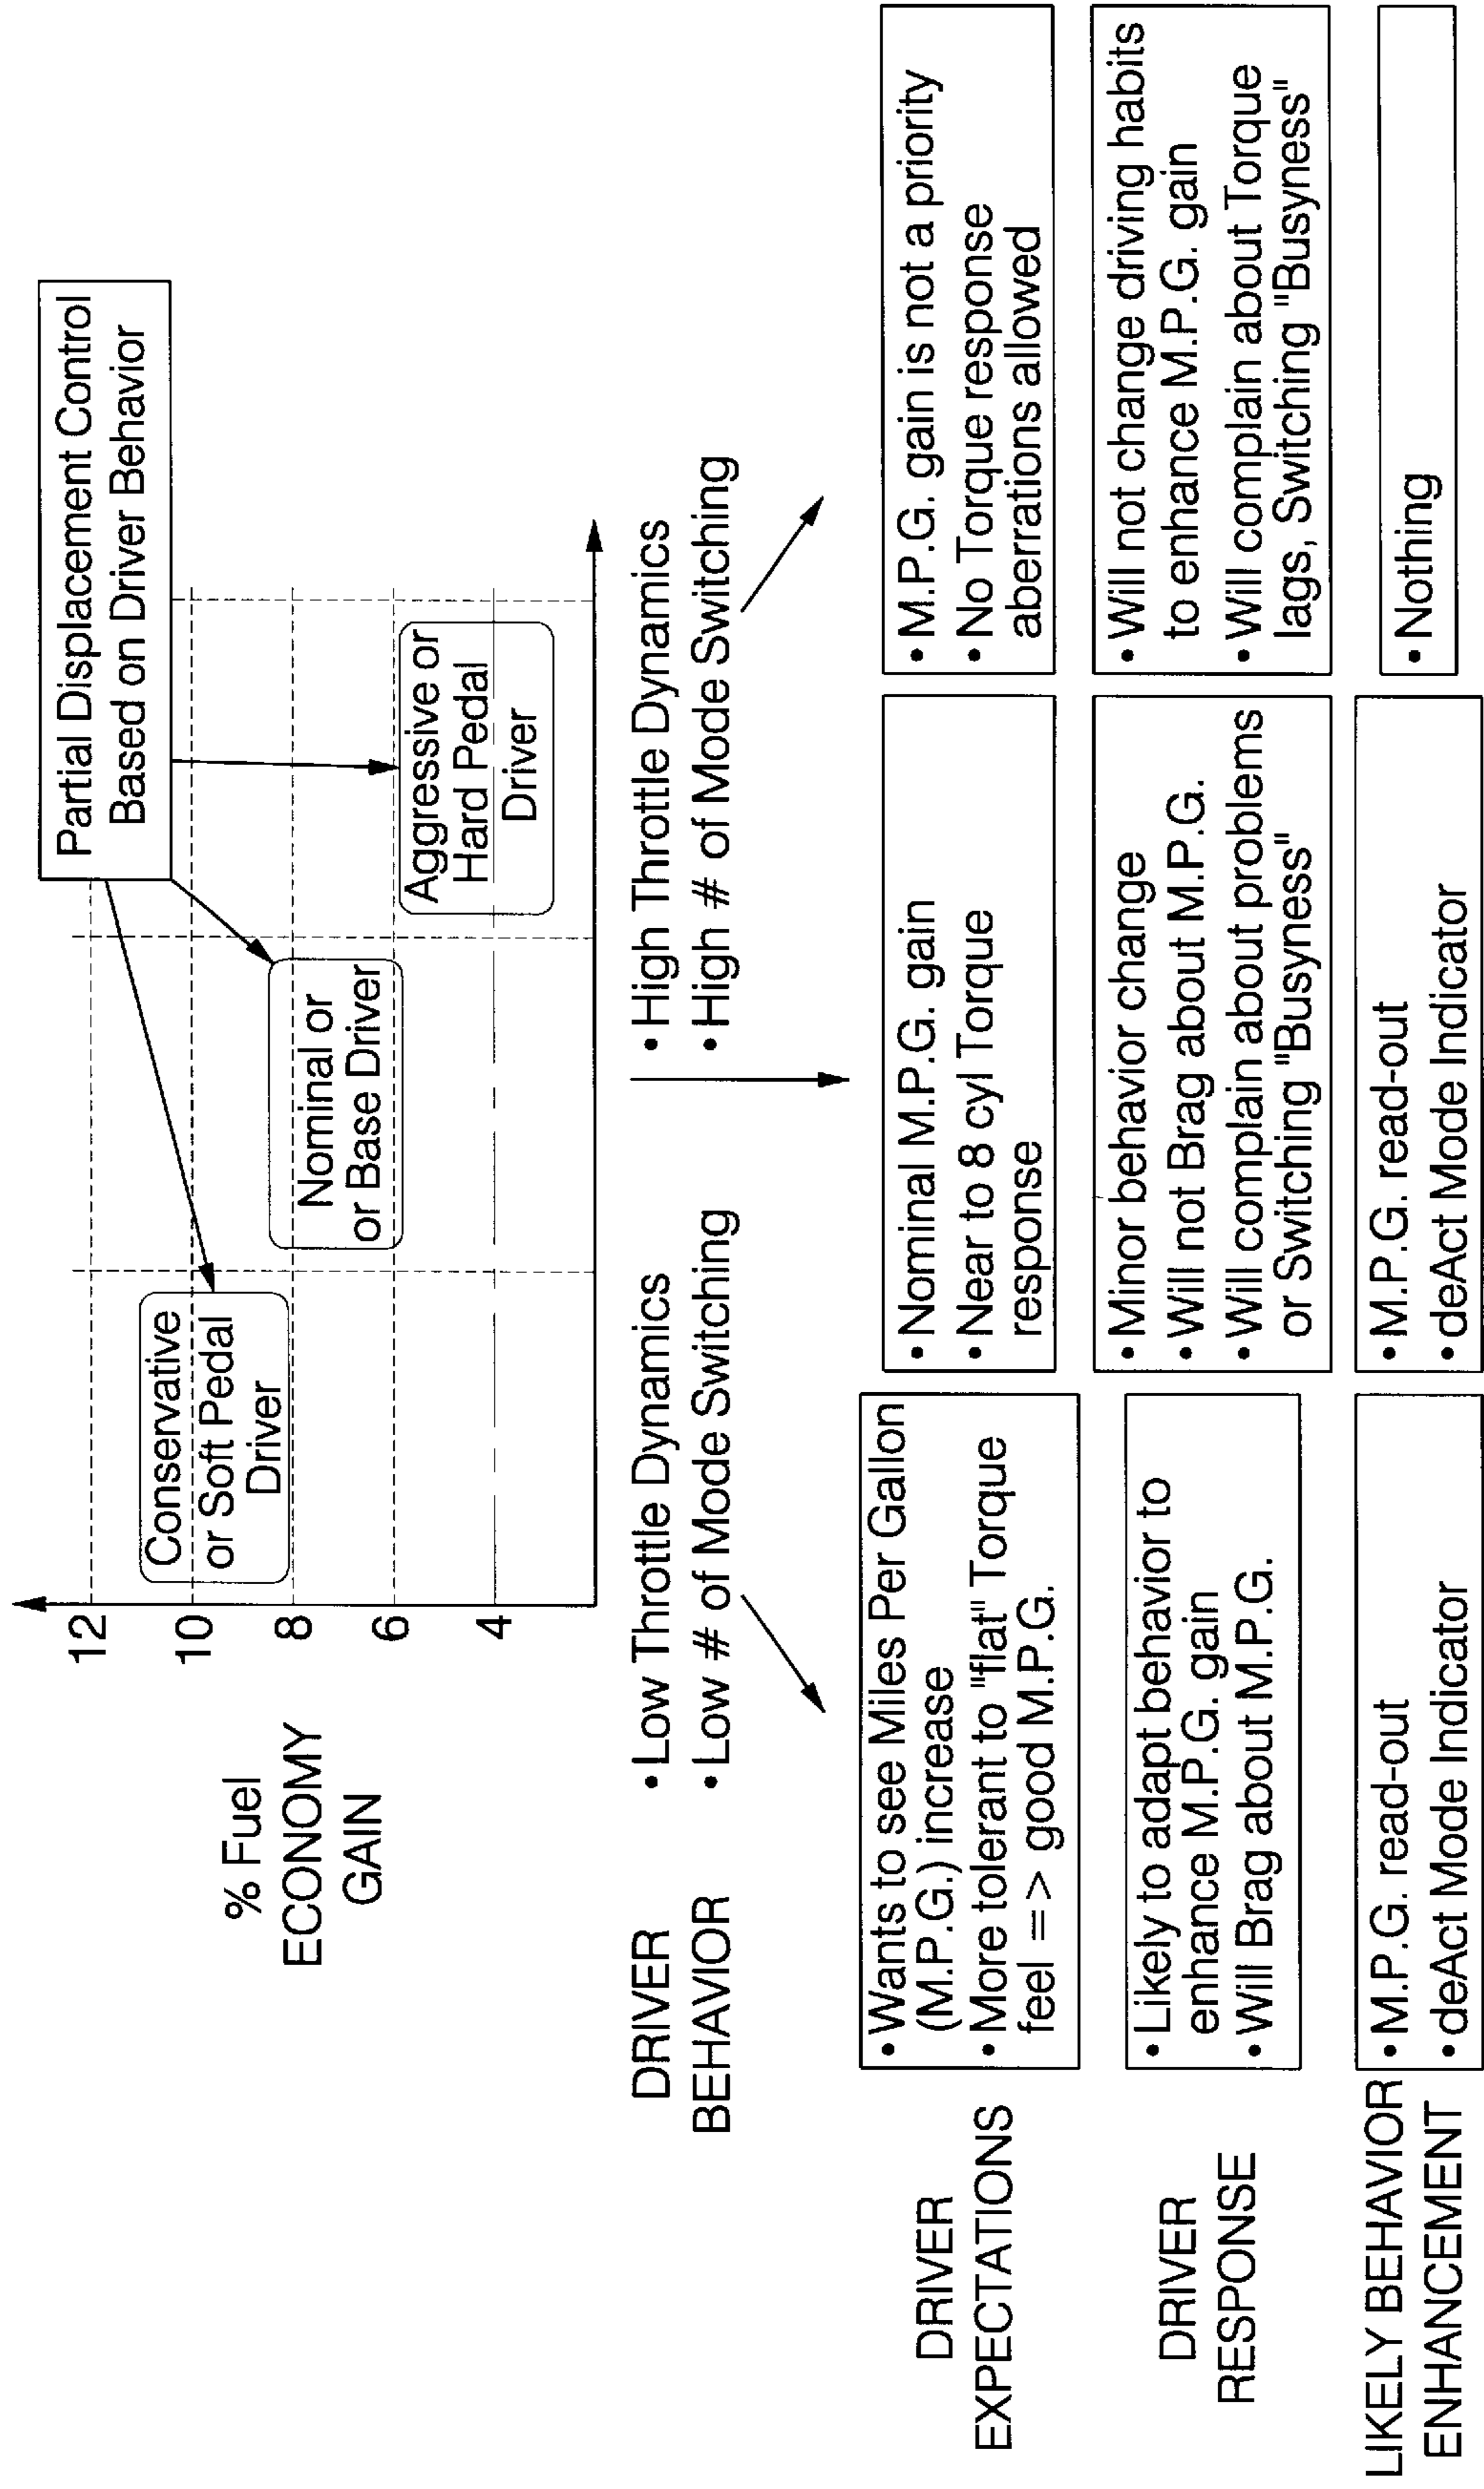 Partial Displacement Control
Based on Driver Behavior
12
10
8
6
4
% Fuel
ECONOMY
GAIN
Conservative
or Soft Pedal
Driver
Nominal or
or Base Driver
Aggressive or
Hard Pedal
Driver
DRIVER
BEHAVIOR
• Low Throttle Dynamics
• Low # of Mode Switching
• High Throttle Dynamics
• High # of Mode Switching
DRIVER
EXPECTATIONS
• Wants to see Miles Per Gallon
(M.P.G.) increase
• More tolerant to "flat" Torque
feel = > good M.P.G.
• Nominal M.P.G. gain
• Near to 8 cyl Torque
response
• M.P.G. gain is not a priority
• No Torque response
aberrations allowed
DRIVER
RESPONSE
• Likely to adapt behavior to
enhance M.P.G. gain
• Will Brag about M.P.G.
• Minor behavior change
• Will not Brag about M.P.G.
• Will complain about problems
or Switching "Busyness"
• Will not change driving habits
to enhance M.P.G. gain
• Will complain about Torque
lags, Switching "Busyness"
LIKELY BEHAVIOR
ENHANCEMENT
• M.P.G. read-out
• deAct Mode Indicator
• M.P.G. read-out
• deAct Mode Indicator
• Nothing